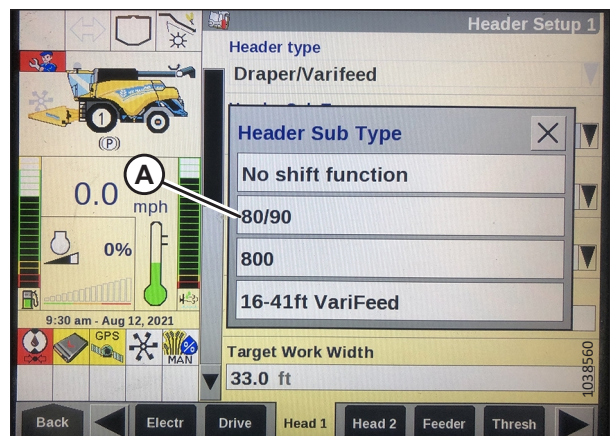 Header Setup 1
Header type
Draper/Varifeed
Header Sub Type
No shift function
80/90
800
16-41ft VariFeed
A
1
(P)
0.0 mph
0%
9:30 am - Aug 12, 2021
GPS
MAN
Target Work Width
33.0 ft
1038560
Back
Electr
Drive
Head 1
Head 2
Feeder
Thresh